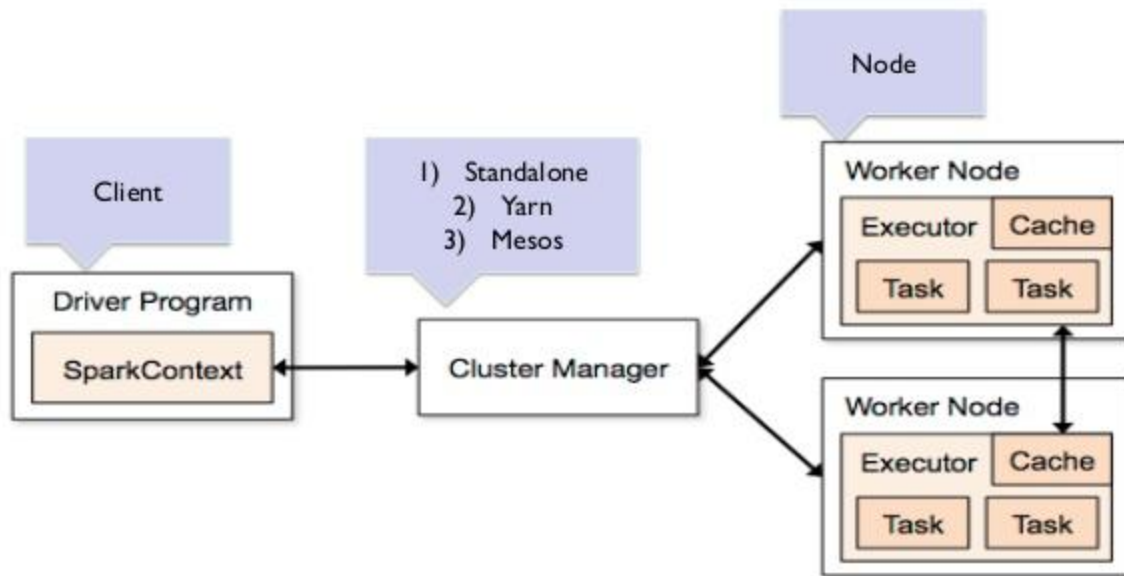 Client
Driver Program
SparkContext
1) Standalone
2) Yarn
3) Mesos
Cluster Manager
Node
Worker Node
Executor
Cache
Task
Task
Worker Node
Executor
Cache
Task
Task